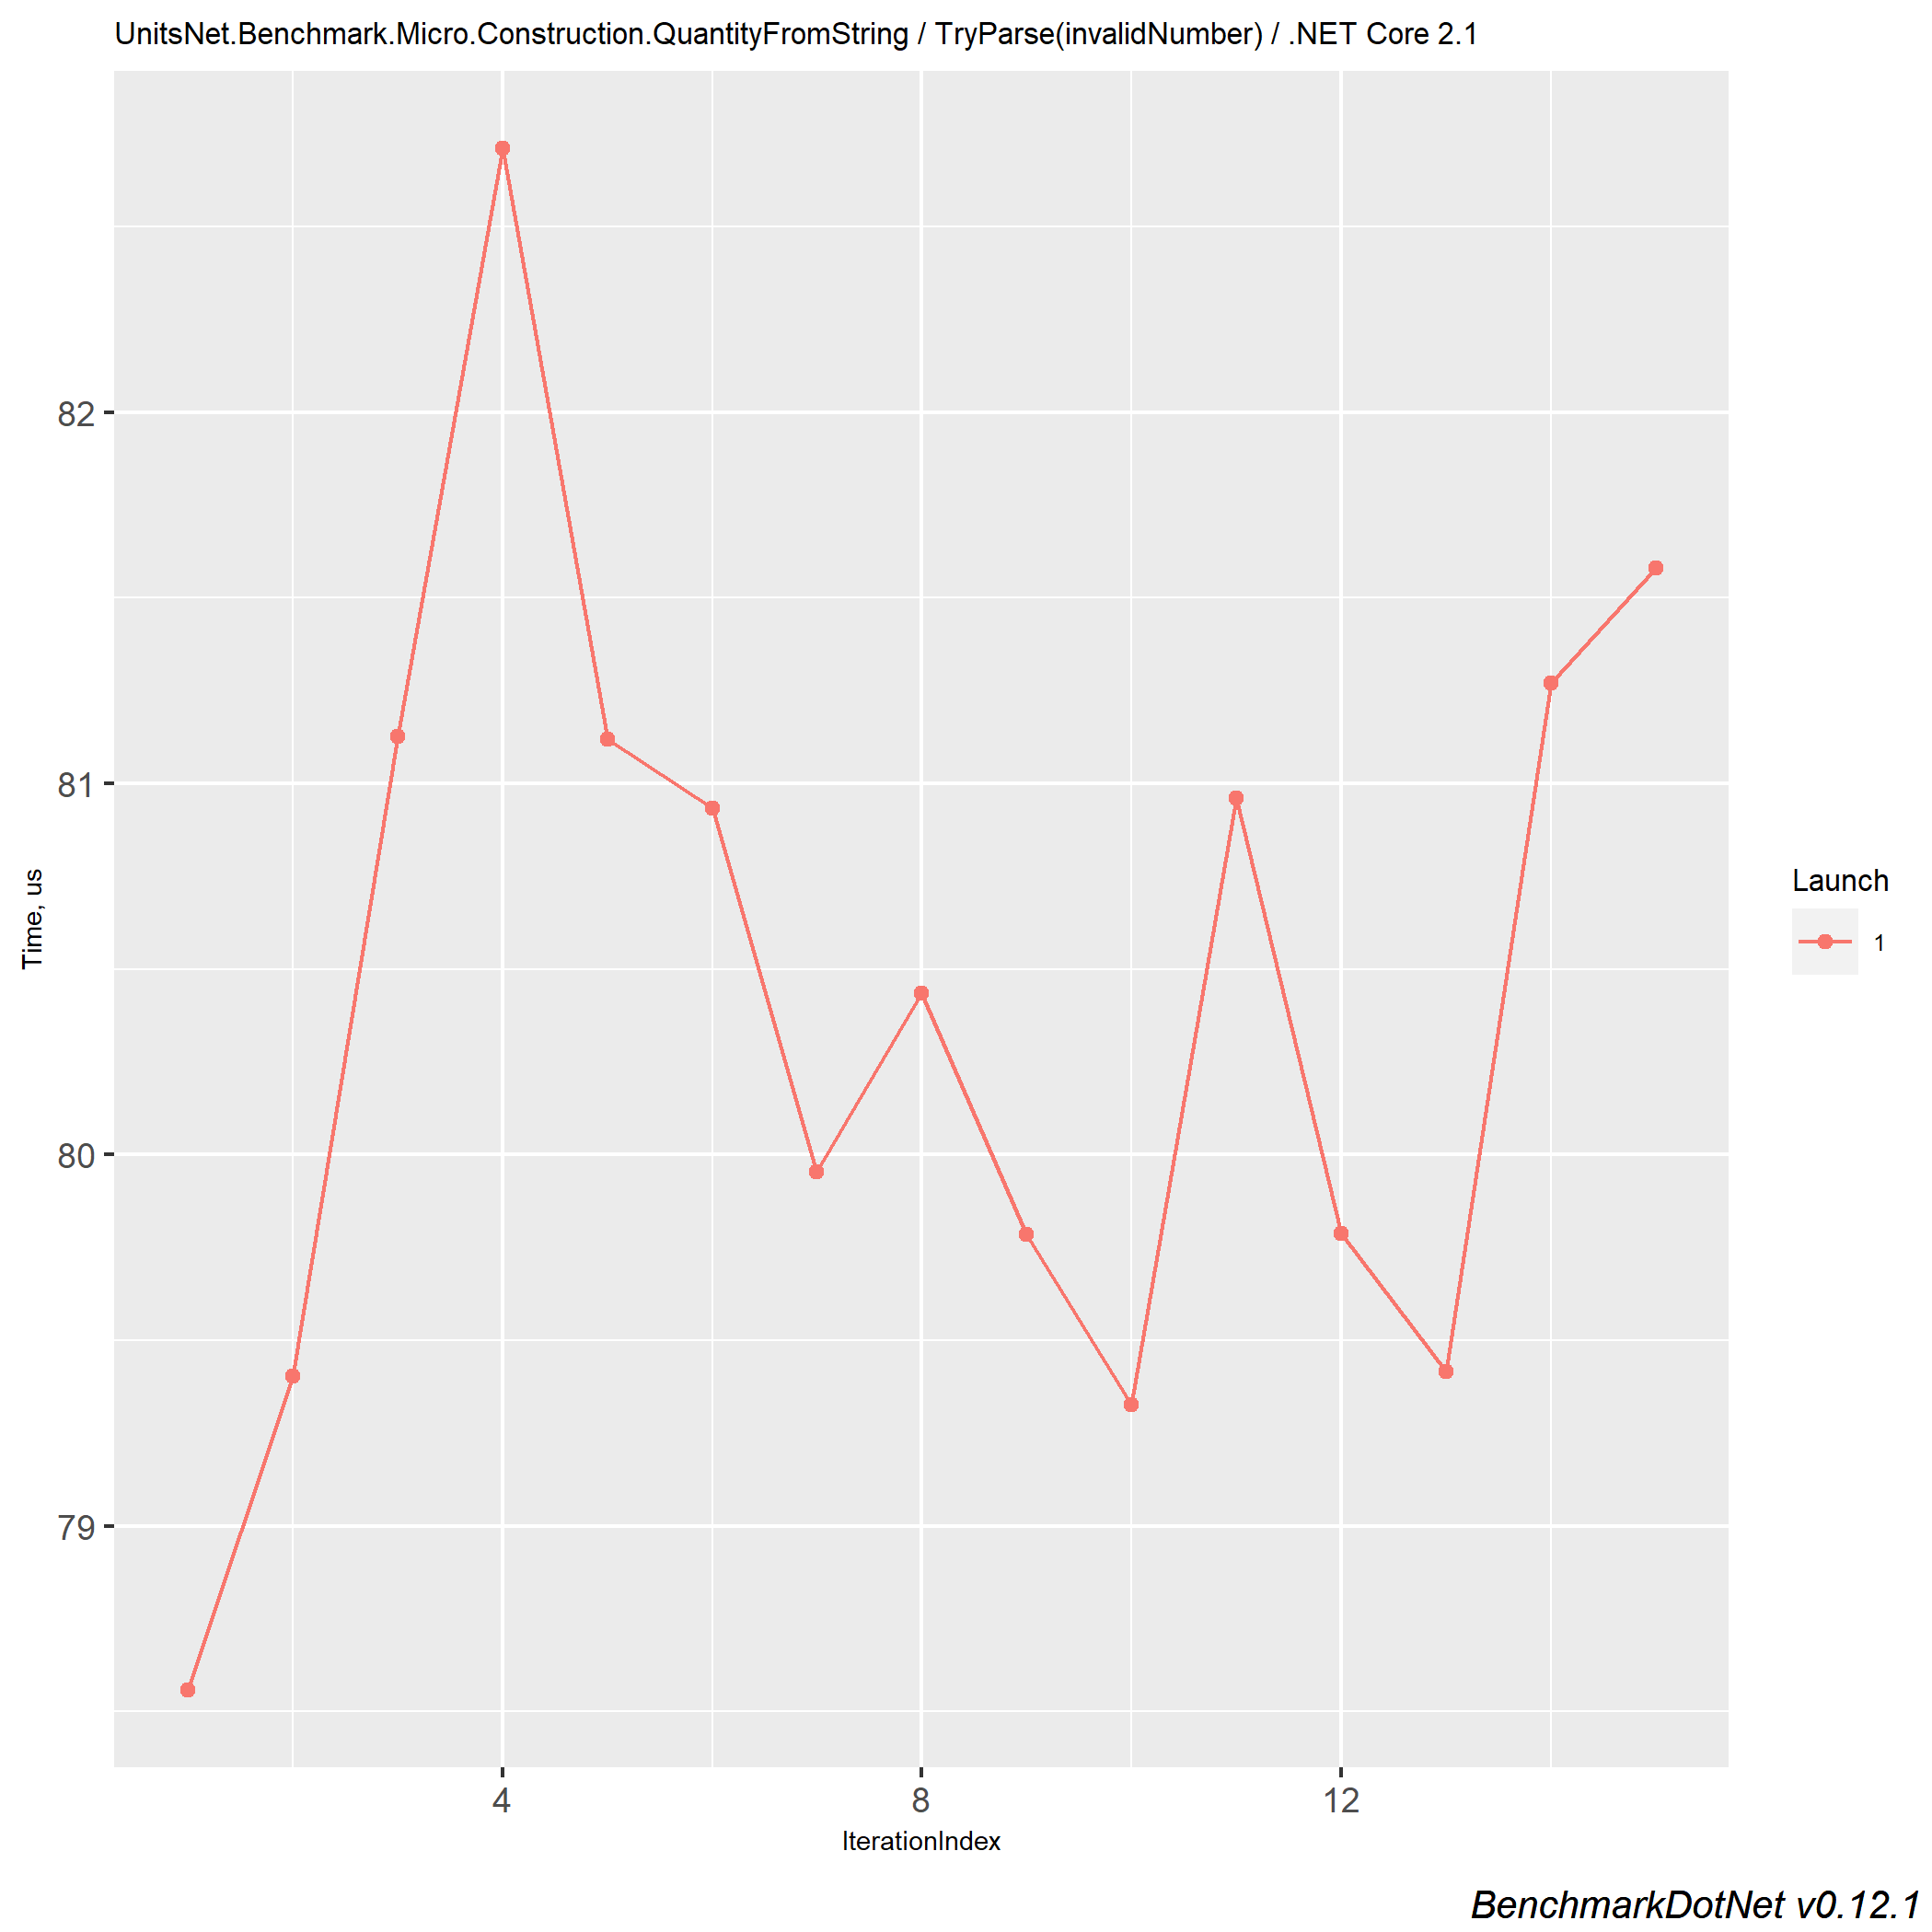 UnitsNet.Benchmark.Micro.Construction.QuantityFromString / TryParse(invalidNumber) / .NET Core 2.1
82
81
80
79
Time, us
4
8
12
IterationIndex
Launch
1
BenchmarkDotNet v0.12.1